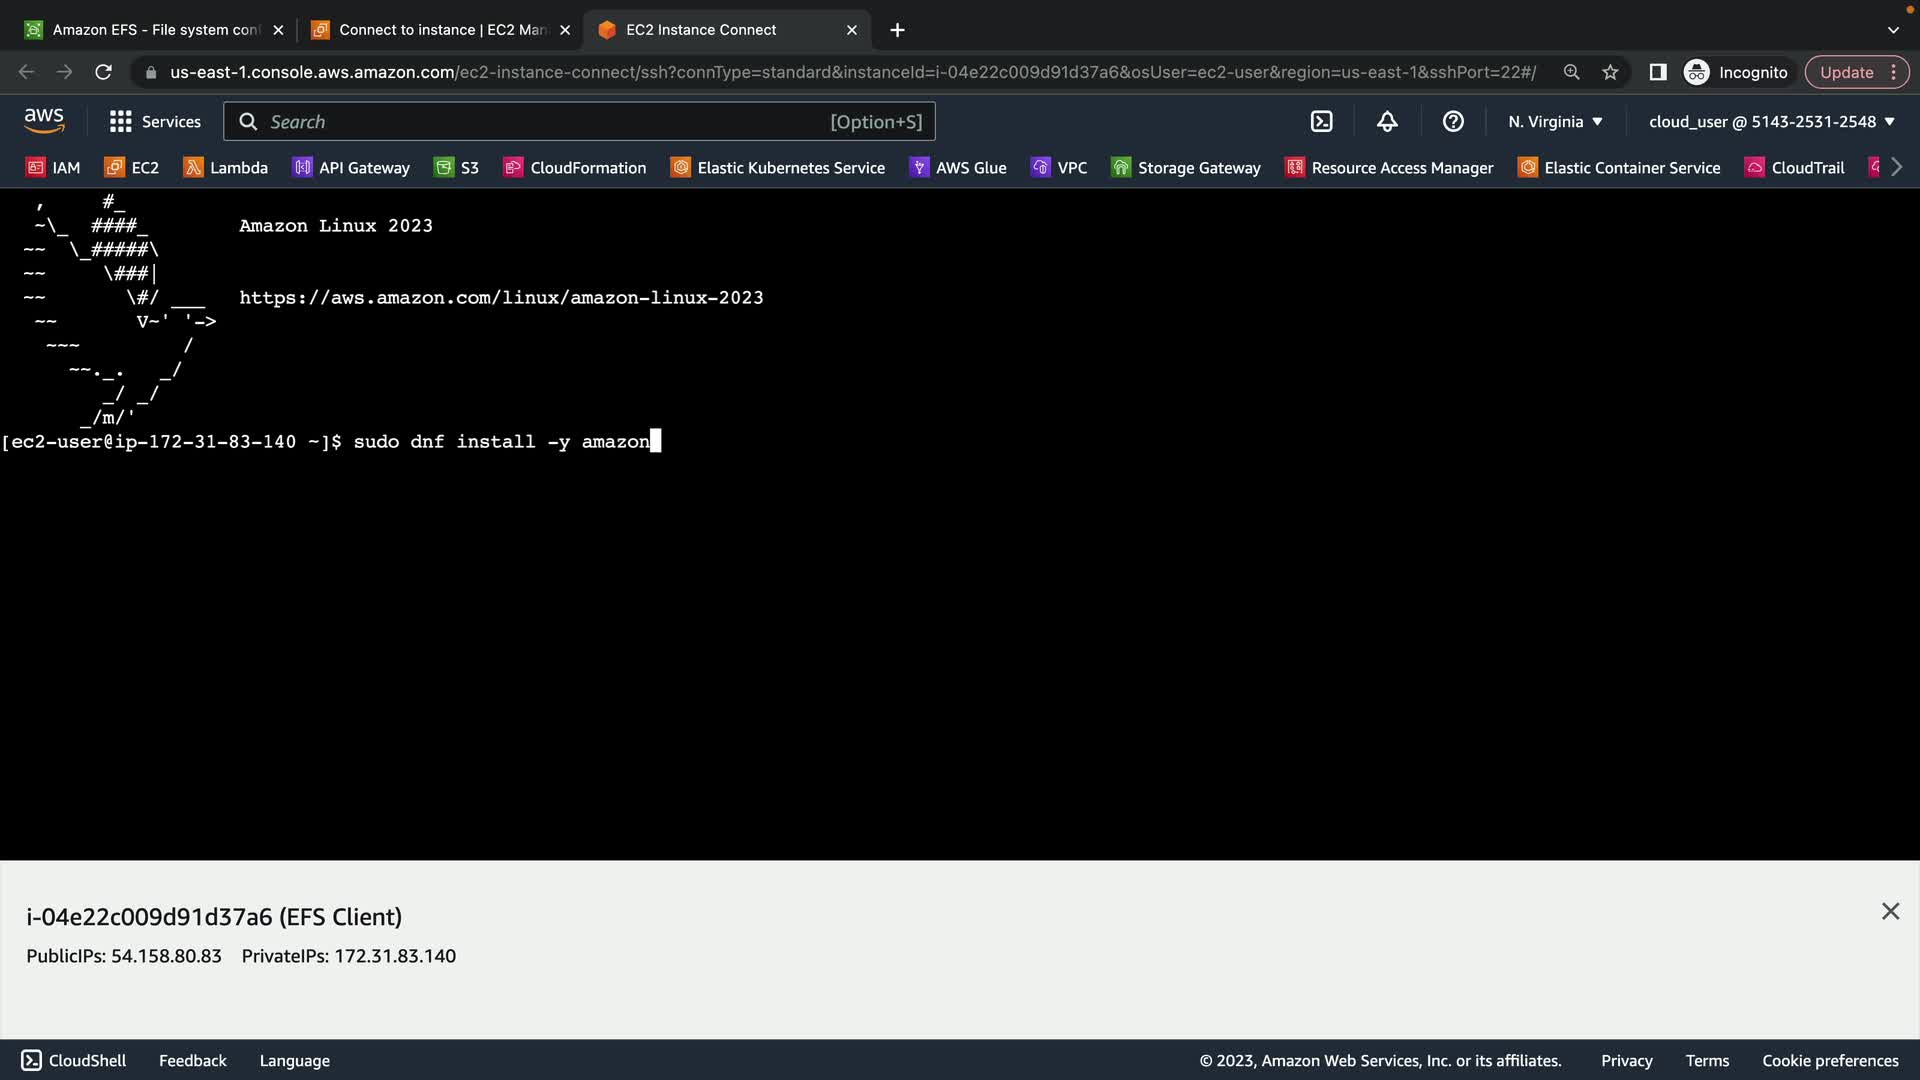 Amazon EFS - File system con
Connect to instance | EC2 Man
EC2 Instance Connect
us-east-1.console.aws.amazon.com/ec2-instance-connect/ssh?connType=standard&instanceId=i-04e22c009d91d37a6&osUser=ec2-user&region=us-east-1&sshPort=22#/
Incognito
Update
aws
Services
Search
[Option+S]
N. Virginia
cloud_user @ 5143-2531-2548
IAM
EC2
Lambda
API Gateway
S3
CloudFormation
Elastic Kubernetes Service
AWS Glue
VPC
Storage Gateway
Resource Access Manager
Elastic Container Service
CloudTrail
   ,     #_
   ~\_  ####_        Amazon Linux 2023
  ~~  \_#####\
  ~~     \###|
  ~~       \#/ ___   https://aws.amazon.com/linux/amazon-linux-2023
   ~~       V~' '->
    ~~~         /
      ~~._.   _/
         _/ _/
       _/m/'
[ec2-user@ip-172-31-83-140 ~]$ sudo dnf install -y amazon
i-04e22c009d91d37a6 (EFS Client)
PublicIPs: 54.158.80.83 PrivateIPs: 172.31.83.140
CloudShell
Feedback
Language
© 2023, Amazon Web Services, Inc. or its affiliates.
Privacy
Terms
Cookie preferences